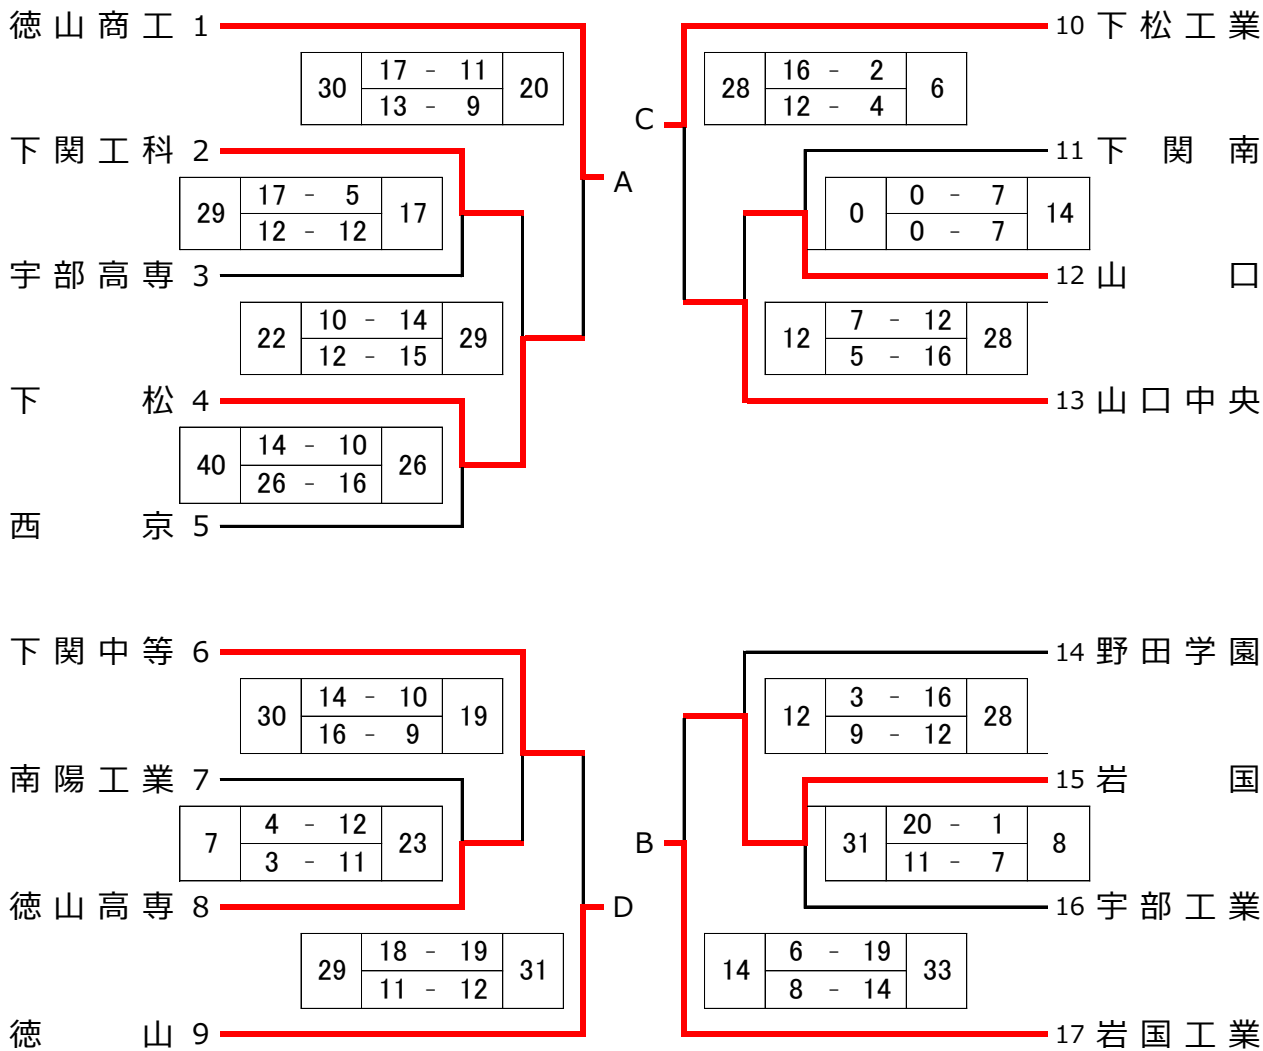 徳山商工 1
30 17 - 11 20
13 - 9
下関工科 2
A
29 17 - 5 17
12 - 12
宇部高専 3
22 10 - 14 29
12 - 15
下松 4
40 14 - 10 26
26 - 16
西京 5
10 下松工業
28 16 - 2 6
12 - 4
C
11 下関南
0 0 - 7 14
0 - 7
12 山口
12 7 - 12 28
5 - 16
13 山口中央
下関中等 6
30 14 - 10 19
16 - 9
南陽工業 7
7 4 - 12 23
3 - 11
徳山高専 8
D
29 18 - 19 31
11 - 12
徳山 9
14 野田学園
12 3 - 16 28
9 - 12
15 岩国
B
31 20 - 1 8
11 - 7
16 宇部工業
14 6 - 19 33
8 - 14
17 岩国工業